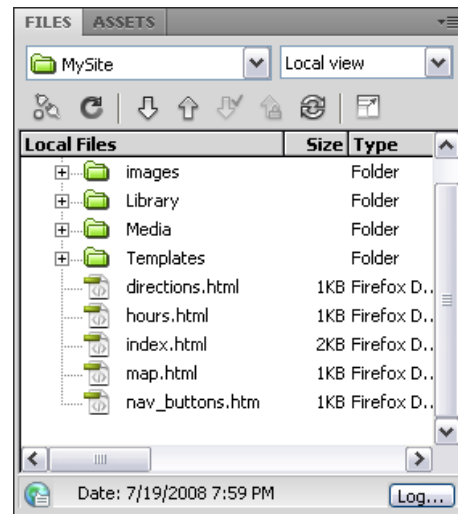 FILES ASSETS
MySite Local view
Local Files Size Type
images Folder
Library Folder
Media Folder
Templates Folder
directions.html 1KB Firefox D..
hours.html 1KB Firefox D..
index.html 2KB Firefox D..
map.html 1KB Firefox D..
nav_buttons.htm 1KB Firefox D..
Date: 7/19/2008 7:59 PM Log...